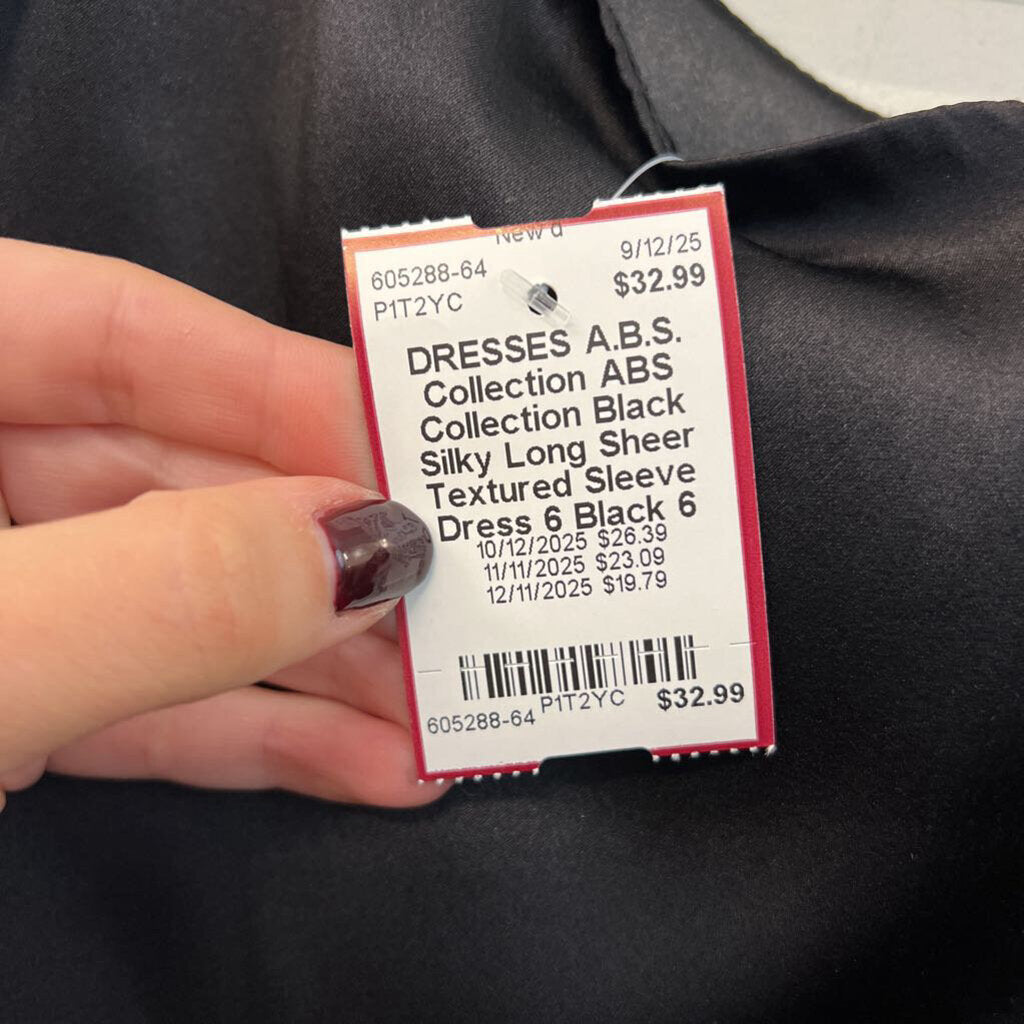 605288-64
9/12/25
P1T2YC
$32.99
DRESSES A.B.S.
Collection ABS
Collection Black
Silky Long Sheer
Textured Sleeve
Dress 6 Black 6
10/12/2025 $26.39
11/11/2025 $23.09
12/11/2025 $19.79
605288-64 P1T2YC $32.99